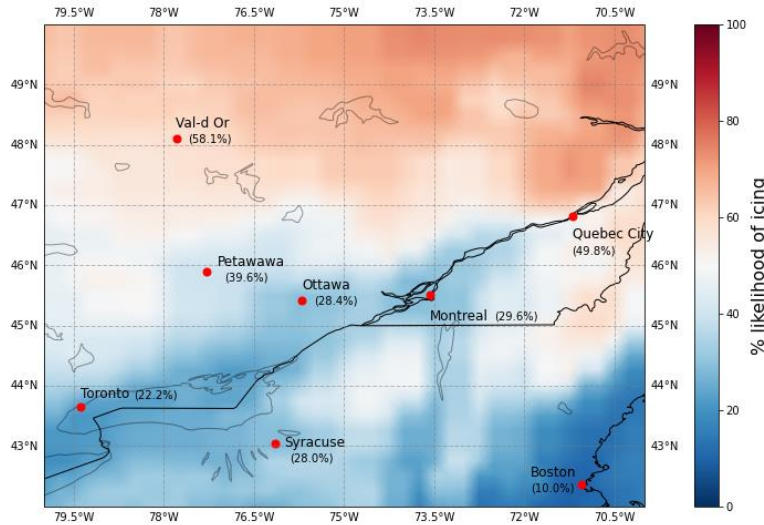 79.5°W 78°W 76.5°W 75°W 73.5°W 72°W 70.5°W
100
49°N 49°N
Val-d Or
(58.1%)
80
48°N 48°N
47°N 47°N
60
Quebec City
(49.8%)
Petawawa
(39.6%)
46°N 46°N
Ottawa
(28.4%)
% likelihood of icing
40
Montreal (29.6%)
45°N 45°N
44°N 44°N
Toronto (22.2%)
20
43°N 43°N
Syracuse
(28.0%)
Boston
(10.0%)
0
79.5°W 78°W 76.5°W 75°W 73.5°W 72°W 70.5°W